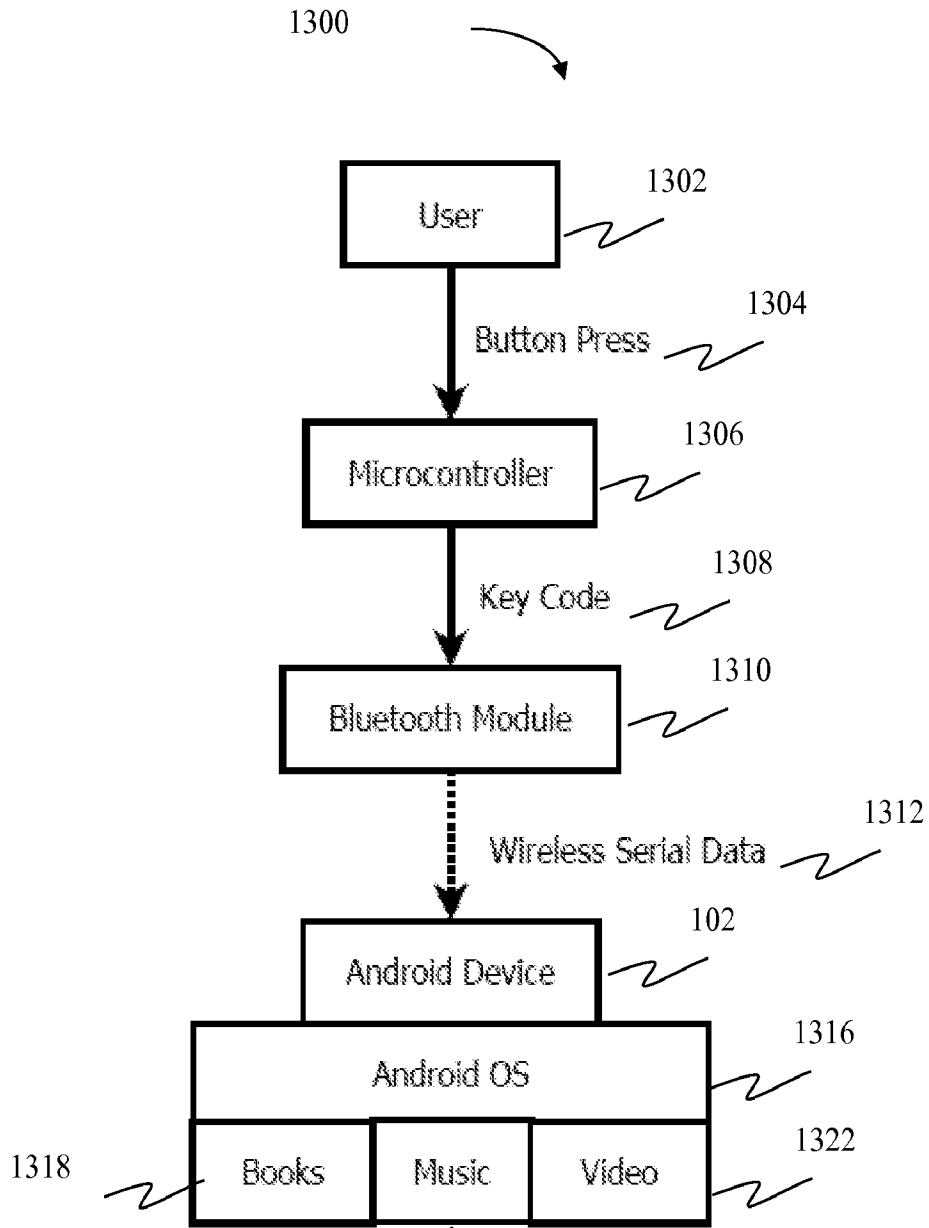 1300
User
1302
Button Press
1304
Microcontroller
1306
Key Code
1308
Bluetooth Module
1310
Wireless Serial Data
1312
Android Device
102
Android OS
1316
1318
Books
Music
Video
1322